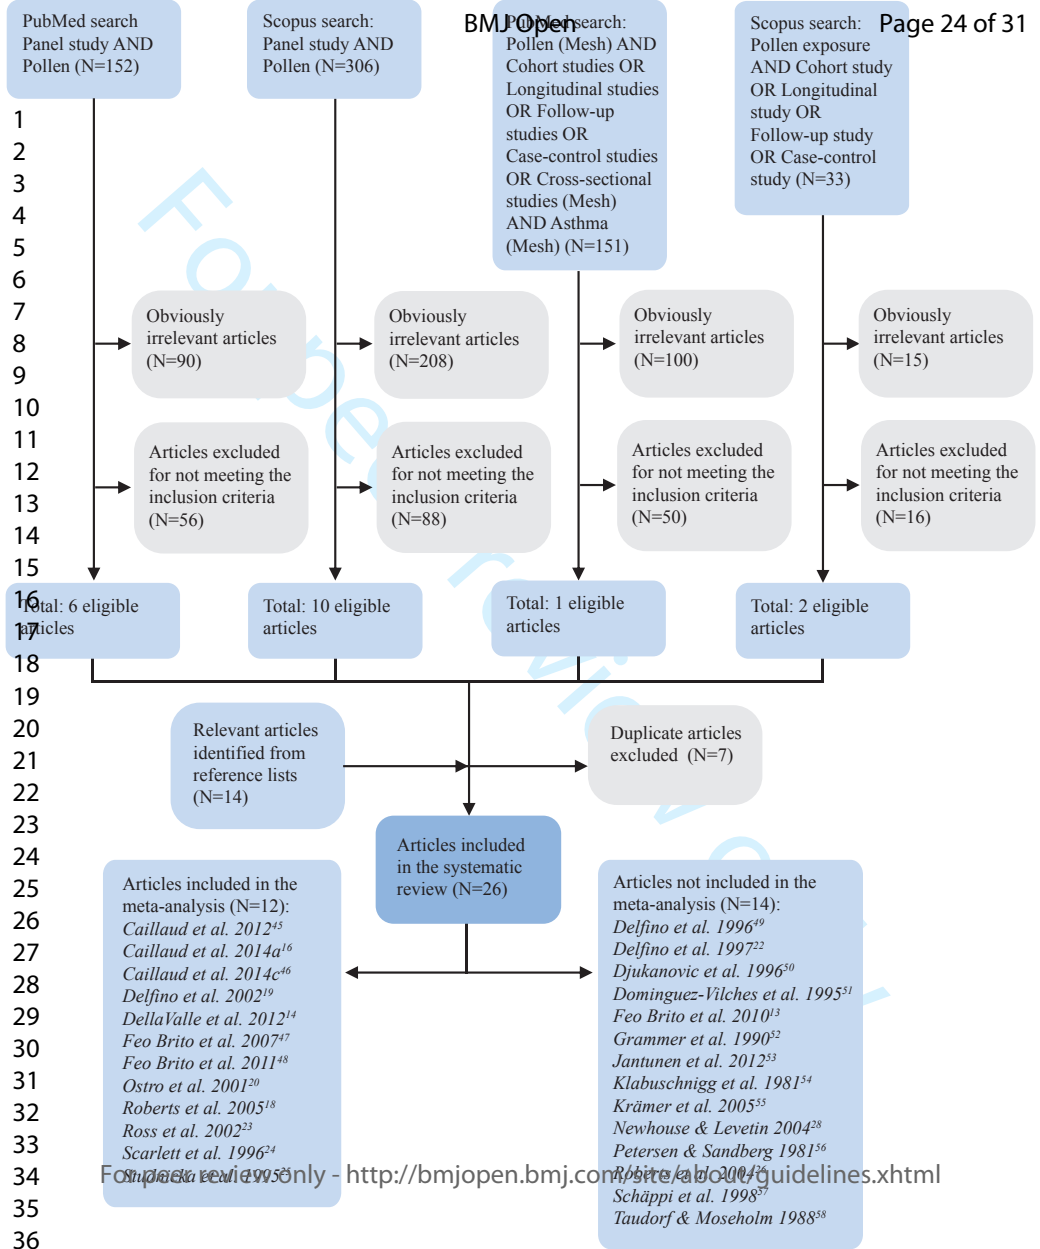 BMJ Open
Page 24 of 31
PubMed search
Panel study AND
Pollen (N=152)
Scopus search:
Panel study AND
Pollen (N=306)
PubMed search:
Pollen (Mesh) AND
Cohort studies OR
Longitudinal studies
OR Follow-up
studies OR
Case-control studies
OR Cross-sectional
studies (Mesh)
AND Asthma
(Mesh) (N=151)
Scopus search:
Pollen exposure
AND Cohort study
OR Longitudinal
study OR
Follow-up study
OR Case-control
study (N=33)
1
2
3
4
5
6
7
8
9
10
11
12
13
14
15
16
17
18
19
20
21
22
23
24
25
26
27
28
29
30
31
32
33
34
35
36
Obviously
irrelevant articles
(N=90)
Obviously
irrelevant articles
(N=208)
Obviously
irrelevant articles
(N=100)
Obviously
irrelevant articles
(N=15)
Articles excluded
for not meeting the
inclusion criteria
(N=56)
Articles excluded
for not meeting the
inclusion criteria
(N=88)
Articles excluded
for not meeting the
inclusion criteria
(N=50)
Articles excluded
for not meeting the
inclusion criteria
(N=16)
Total: 6 eligible
articles
Total: 10 eligible
articles
Total: 1 eligible
articles
Total: 2 eligible
articles
Relevant articles
identified from
reference lists
(N=14)
Duplicate articles
excluded (N=7)
Articles included
in the systematic
review (N=26)
Articles included in the
meta-analysis (N=12):
Caillaud et al. 2012⁴⁵
Caillaud et al. 2014a¹⁶
Caillaud et al. 2014c⁴⁶
Delfino et al. 2002¹⁹
DellaValle et al. 2012¹⁴
Feo Brito et al. 2007⁴⁷
Feo Brito et al. 2011⁴⁸
Ostro et al. 2001²⁰
Roberts et al. 2005¹⁸
Ross et al. 2002²³
Scarlett et al. 1996²⁴
Studnicka et al. 1995²⁵
Articles not included in the
meta-analysis (N=14):
Delfino et al. 1996⁴⁹
Delfino et al. 1997²²
Djukanovic et al. 1996⁵⁰
Dominguez-Vilches et al. 1995⁵¹
Feo Brito et al. 2010¹³
Grammer et al. 1990⁵²
Jantunen et al. 2012⁵³
Klabuschnigg et al. 1981⁵⁴
Krämer et al. 2005⁵⁵
Newhouse & Levetin 2004²⁸
Petersen & Sandberg 1981⁵⁶
Roberts et al. 2004²⁶
Schäppi et al. 1998⁵⁷
Taudorf & Moseholm 1988⁵⁸
For peer review only
For peer review only - http://bmjopen.bmj.com/site/about/guidelines.xhtml